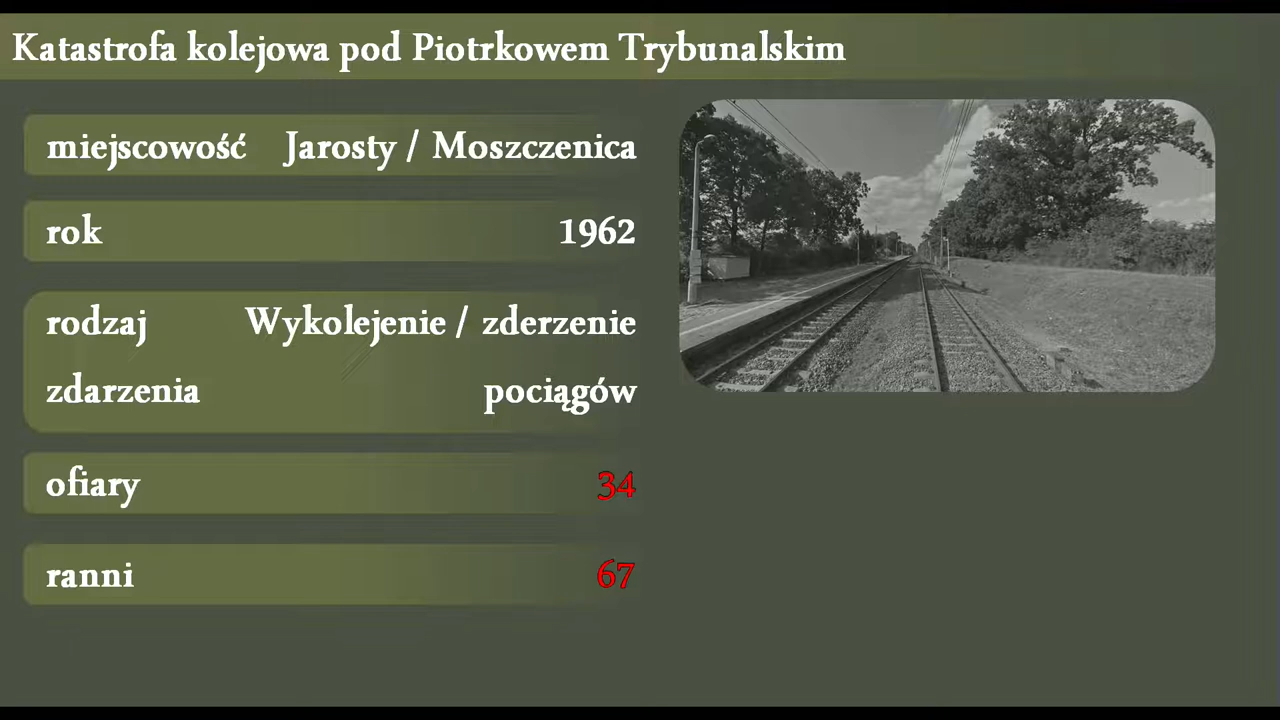 Katastrofa kolejowa pod Piotrkowem Trybunalskim
miejscowość Jarosty / Moszczenica
rok 1962
rodzaj Wykolejenie / zderzenie
zdarzenia pociągów
ofiary 34
ranni 67